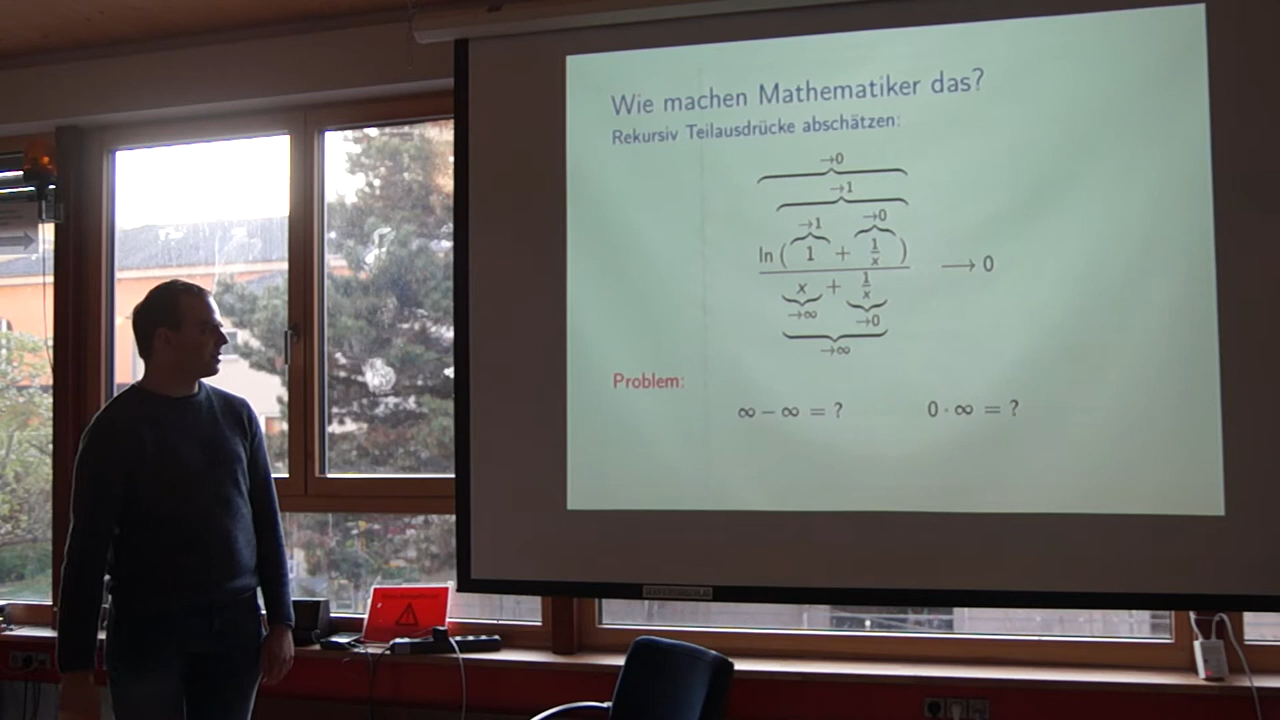 Wie machen Mathematiker das?
Rekursiv Teilausdrücke abschätzen:
→0
→1
→1 →0
ln ( 1 + 1/x )
x + 1/x
→∞ →0
→∞
⟶ 0
Problem:
∞ − ∞ = ? 0 · ∞ = ?